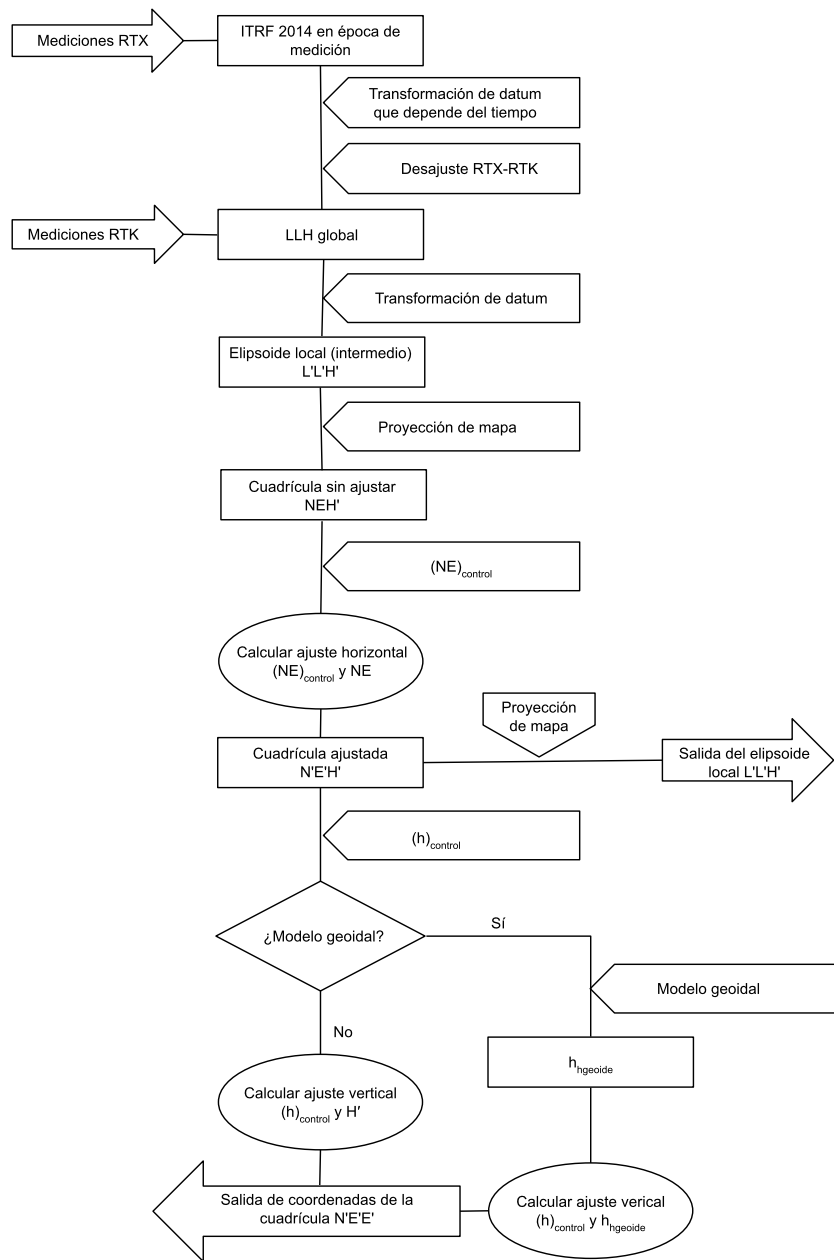 Mediciones RTX
ITRF 2014 en época de
medición
Transformación de datum
que depende del tiempo
Desajuste RTX-RTK
Mediciones RTK
LLH global
Transformación de datum
Elipsoide local (intermedio)
L'L'H'
Proyección de mapa
Cuadrícula sin ajustar
NEH'
(NE)control
Calcular ajuste horizontal
(NE)control y NE
Proyección
de mapa
Cuadrícula ajustada
N'E'H'
Salida del elipsoide
local L'L'H'
(h)control
¿Modelo geoidal?
Sí
Modelo geoidal
No
hhgeoide
Calcular ajuste vertical
(h)control y H'
Salida de coordenadas de la
cuadrícula N'E'E'
Calcular ajuste verical
(h)control y hhgeoide